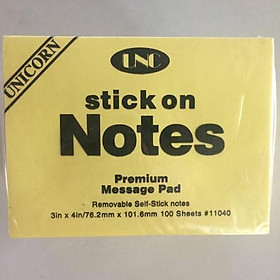 UNICORN
UNC
stick on
Notes
Premium
Message Pad
Removable Self-Stick notes
3in x 4in/76.2mm x 101.6mm 100 Sheets #11040